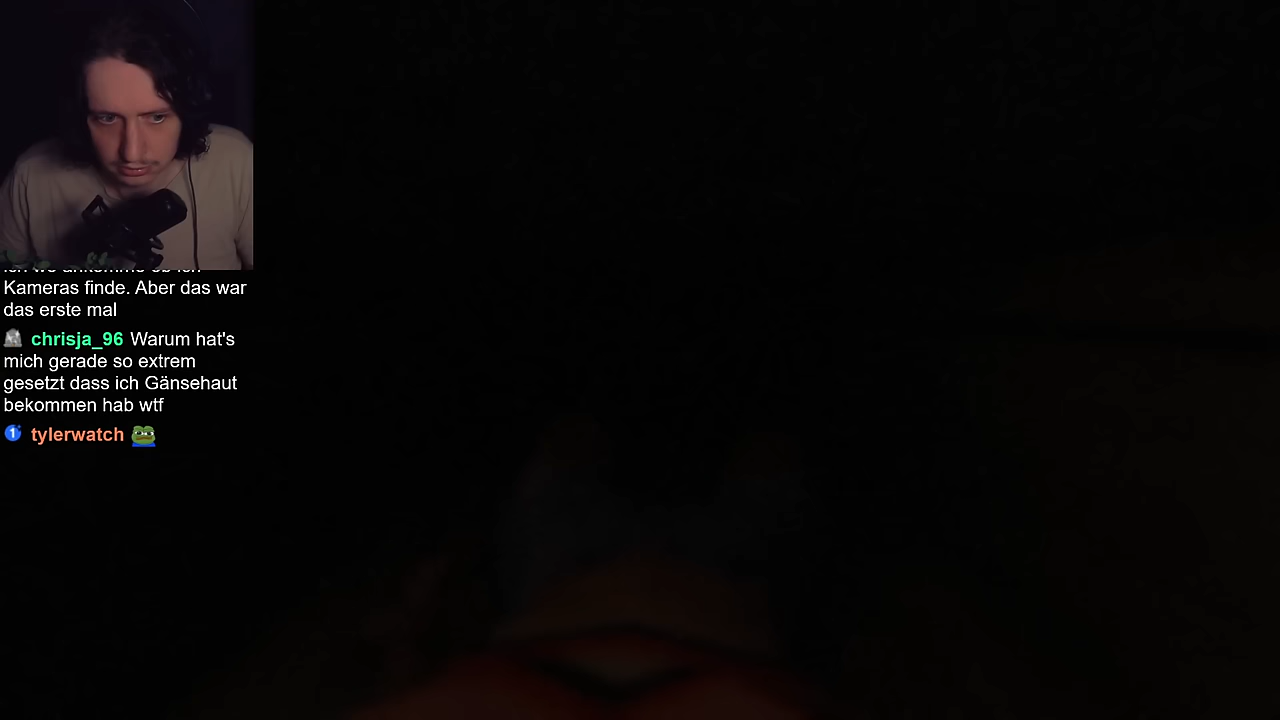 Kameras finde. Aber das war
das erste mal
chrisja_96 Warum hat's
mich gerade so extrem
gesetzt dass ich Gänsehaut
bekommen hab wtf
1 tylerwatch